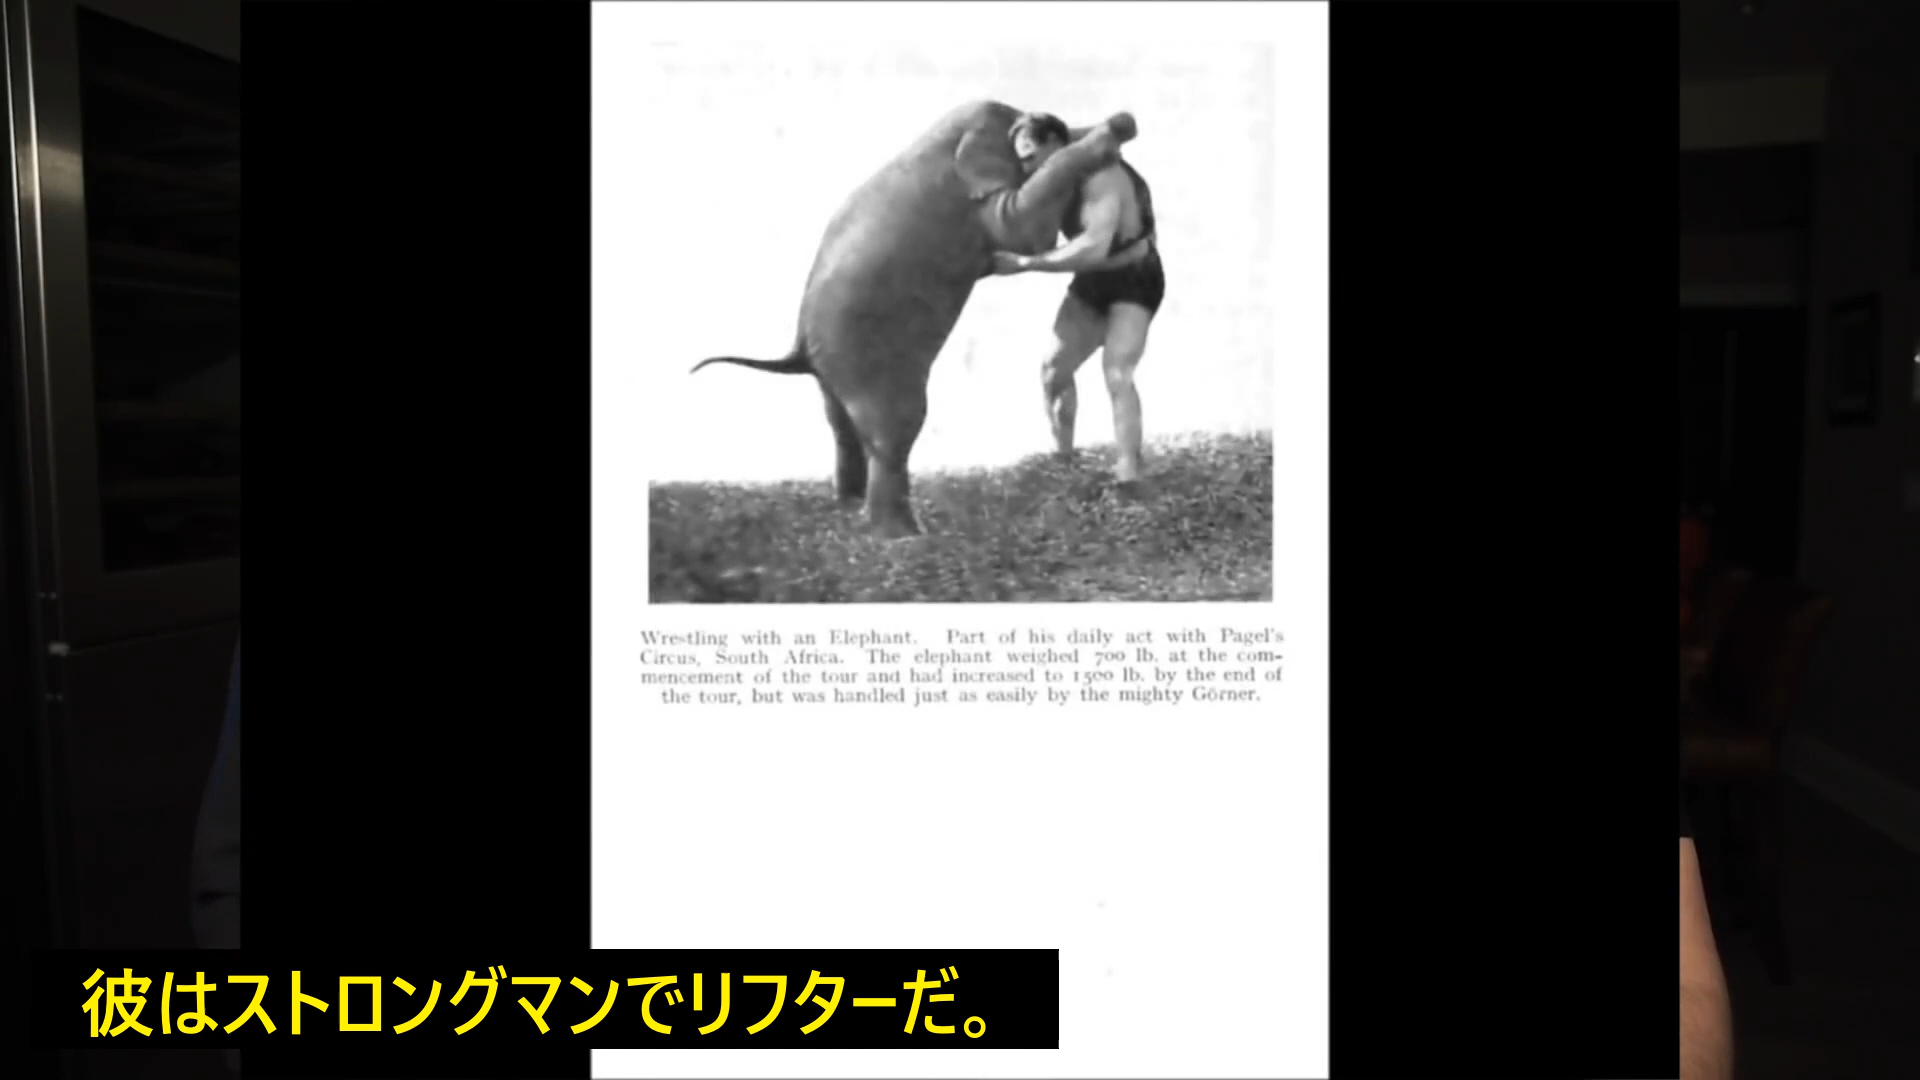 Wrestling with an Elephant. Part of his daily act with Pagel's
Circus, South Africa. The elephant weighed 700 lb. at the com-
mencement of the tour and had increased to 1500 lb. by the end of
the tour, but was handled just as easily by the mighty Görner.
彼はストロングマンでリフターだ。